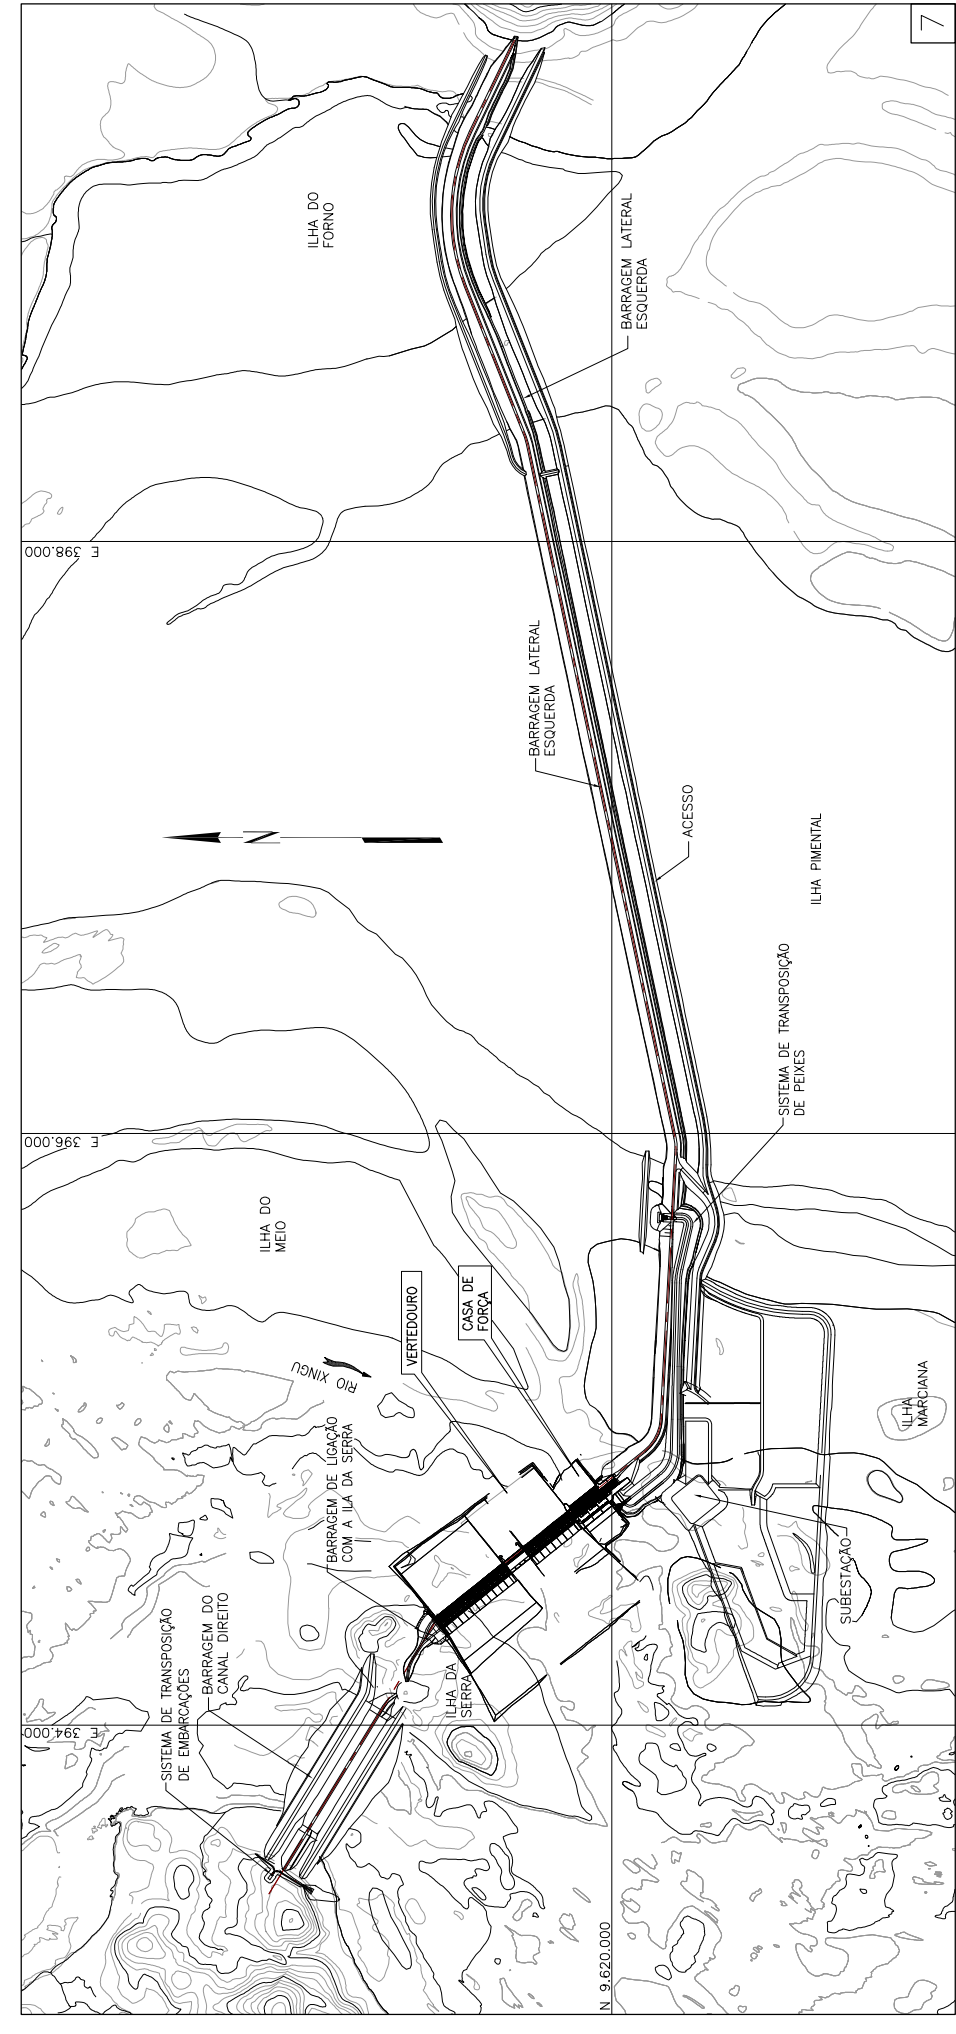 7
ILHA DO
FORNO
BARRAGEM LATERAL
ESQUERDA
E 398.000
BARRAGEM LATERAL
ESQUERDA
N
ACESSO
ILHA PIMENTAL
SISTEMA DE TRANSPOSIÇÃO
DE PEIXES
E 396.000
ILHA DO
MEIO
VERTEDOURO
CASA DE
FORÇA
RIO XINGU
ILHA
MARCIANA
BARRAGEM DE LIGAÇÃO
COM A ILA DA SERRA
SUBESTAÇÃO
SISTEMA DE TRANSPOSIÇÃO
DE EMBARCAÇÕES
BARRAGEM DO
CANAL DIREITO
ILHA DA
SERRA
E 394.000
N 9.620.000